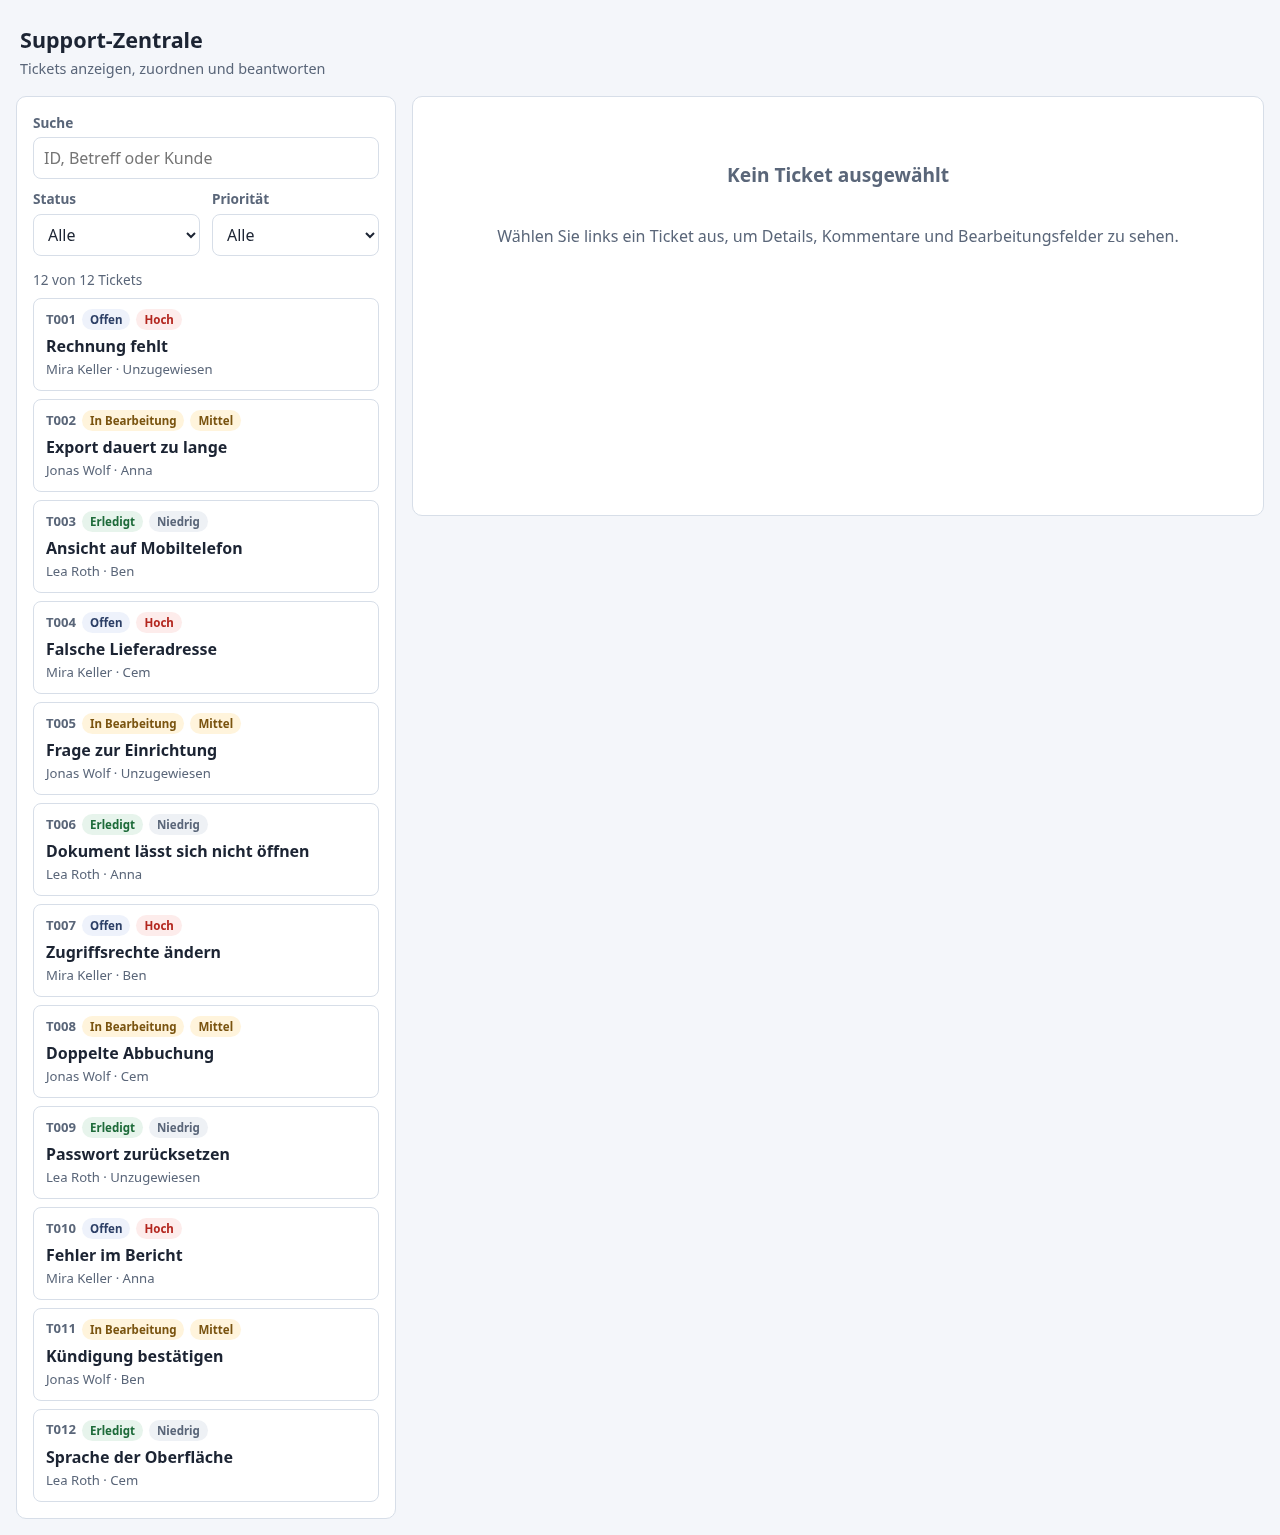 Support-Zentrale
Tickets anzeigen, zuordnen und beantworten
Suche
ID, Betreff oder Kunde
Status Priorität
Alle Alle
12 von 12 Tickets
T001 Offen Hoch
Rechnung fehlt
Mira Keller · Unzugewiesen
T002 In Bearbeitung Mittel
Export dauert zu lange
Jonas Wolf · Anna
T003 Erledigt Niedrig
Ansicht auf Mobiltelefon
Lea Roth · Ben
T004 Offen Hoch
Falsche Lieferadresse
Mira Keller · Cem
T005 In Bearbeitung Mittel
Frage zur Einrichtung
Jonas Wolf · Unzugewiesen
T006 Erledigt Niedrig
Dokument lässt sich nicht öffnen
Lea Roth · Anna
T007 Offen Hoch
Zugriffsrechte ändern
Mira Keller · Ben
T008 In Bearbeitung Mittel
Doppelte Abbuchung
Jonas Wolf · Cem
T009 Erledigt Niedrig
Passwort zurücksetzen
Lea Roth · Unzugewiesen
T010 Offen Hoch
Fehler im Bericht
Mira Keller · Anna
T011 In Bearbeitung Mittel
Kündigung bestätigen
Jonas Wolf · Ben
T012 Erledigt Niedrig
Sprache der Oberfläche
Lea Roth · Cem
Kein Ticket ausgewählt
Wählen Sie links ein Ticket aus, um Details, Kommentare und Bearbeitungsfelder zu sehen.